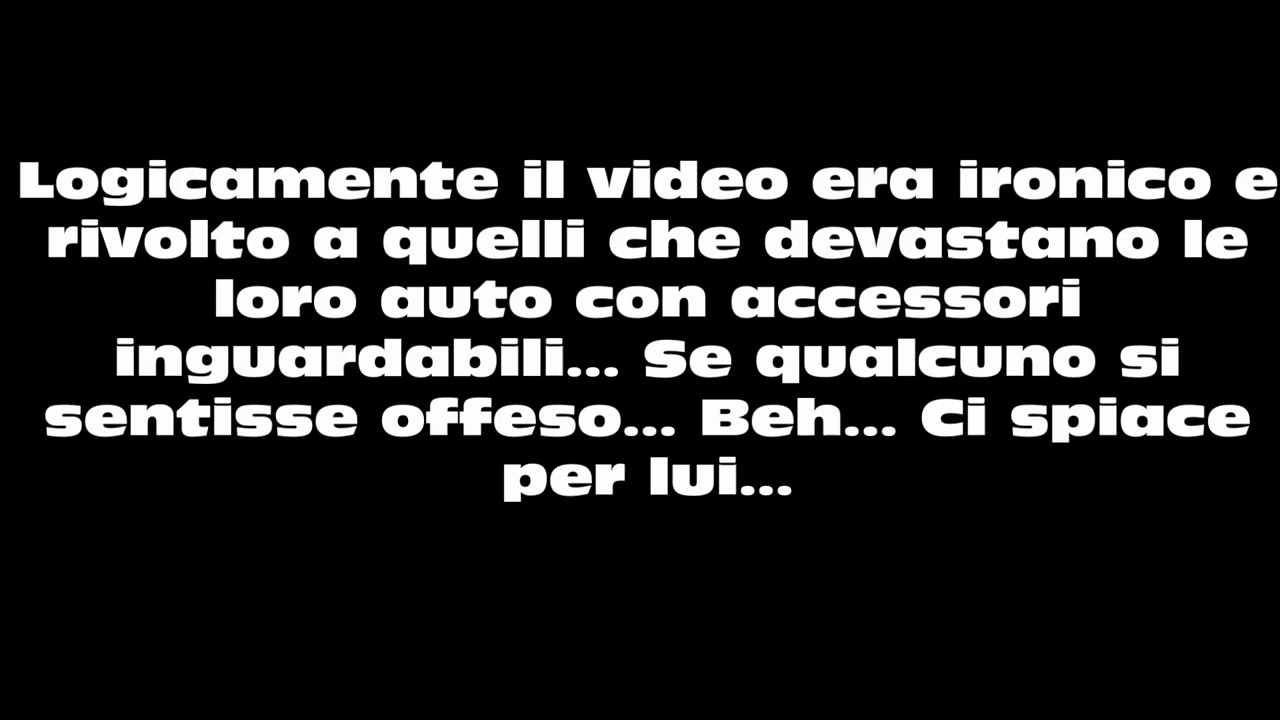 Logicamente il video era ironico e
rivolto a quelli che devastano le
loro auto con accessori
inguardabili... Se qualcuno si
sentisse offeso... Beh... Ci spiace
per lui...